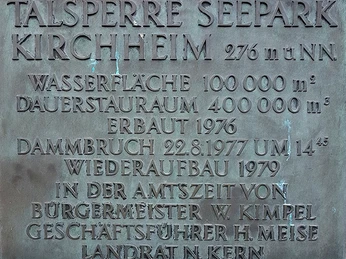 TALSPERRE SEEPARK
KIRCHHEIM 276 m ü. NN.
WASSERFLÄCHE 100 000 m²
DAUERSTAURAUM 400 000 m³
ERBAUT 1976
DAMMBRUCH 22.8.1977 UM 14⁴⁵
WIEDERAUFBAU 1979
IN DER AMTSZEIT VON
BÜRGERMEISTER W. KIMPEL
GESCHÄFTSFÜHRER H. MEISE
LANDRAT N. KERN